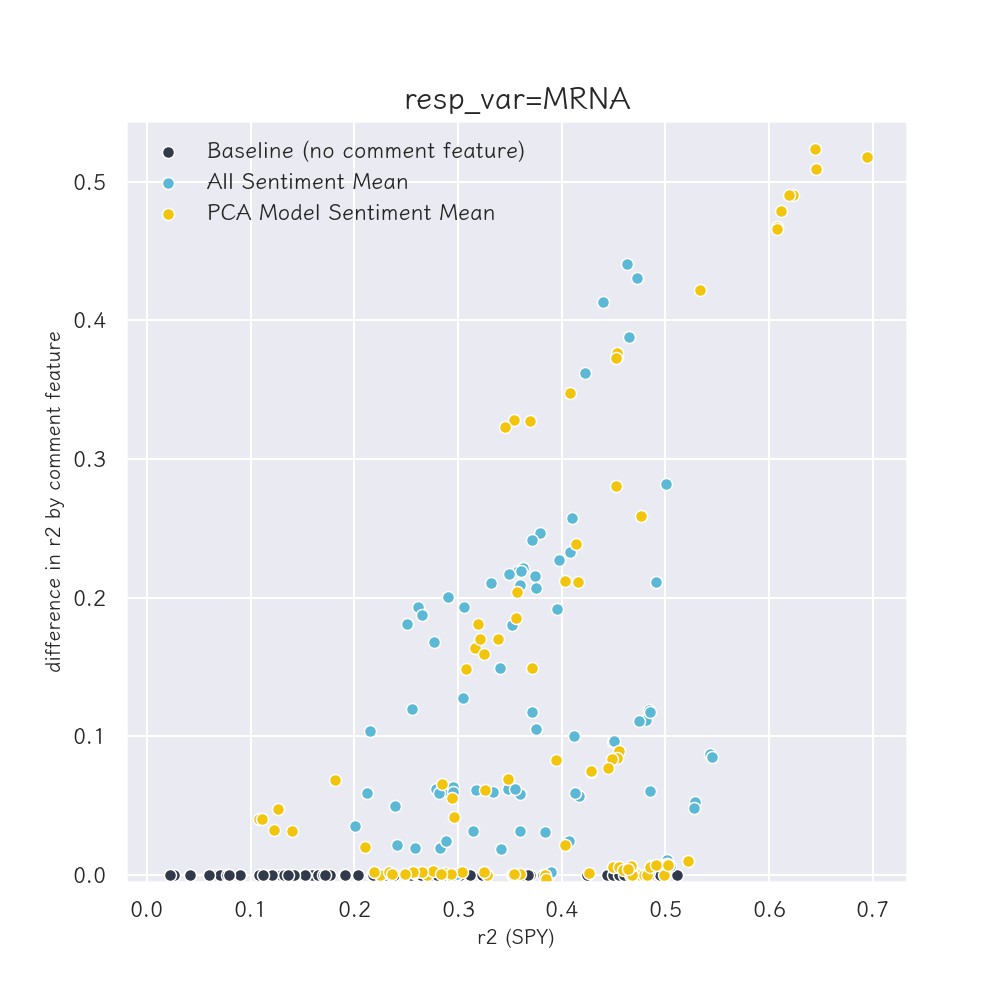 resp_var=MRNA
Baseline (no comment feature)
All Sentiment Mean
PCA Model Sentiment Mean
difference in r2 by comment feature
0.5
0.4
0.3
0.2
0.1
0.0
0.0 0.1 0.2 0.3 0.4 0.5 0.6 0.7
r2 (SPY)